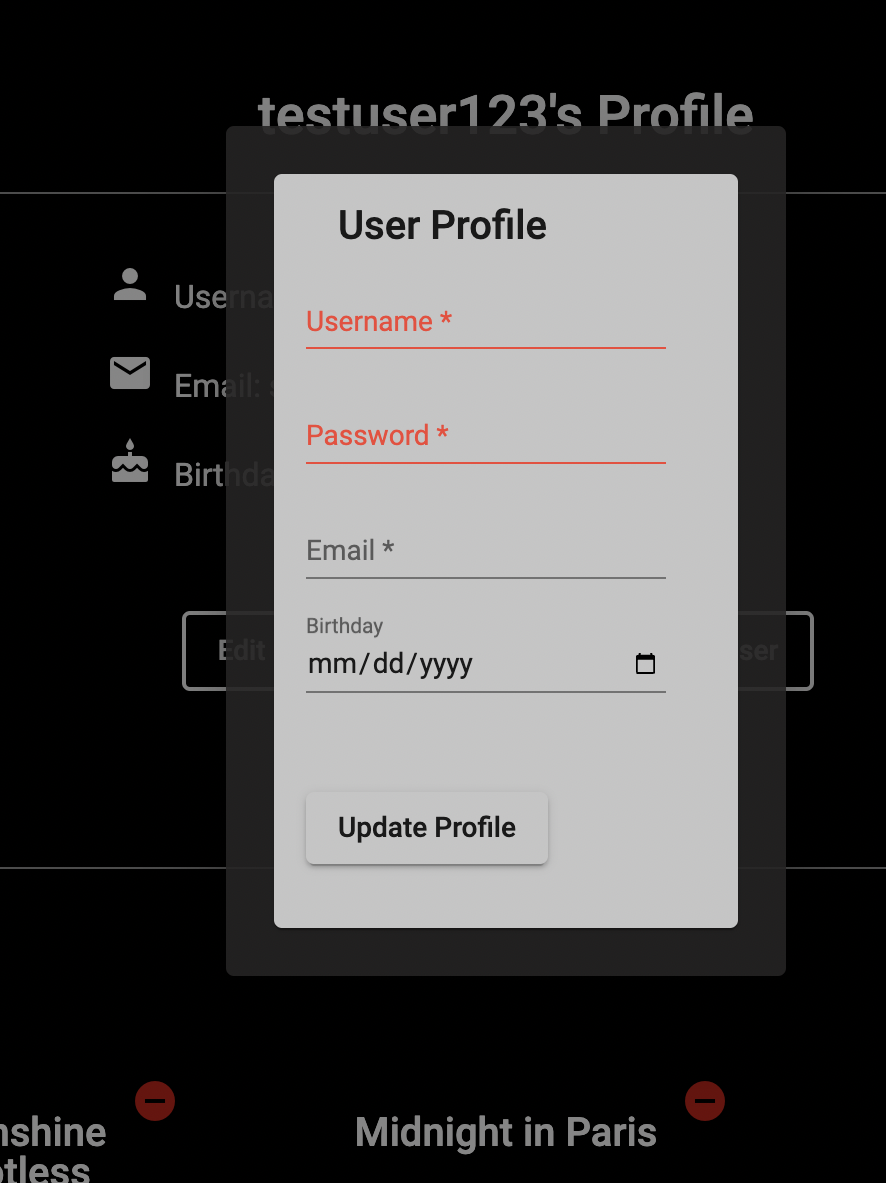 testuser123's Profile
User Profile
Username *
Password *
Email *
Birthday
mm/dd/yyyy
Update Profile
Userna
Email: s
Birthda
Edit
ser
nshine
tless
Midnight in Paris